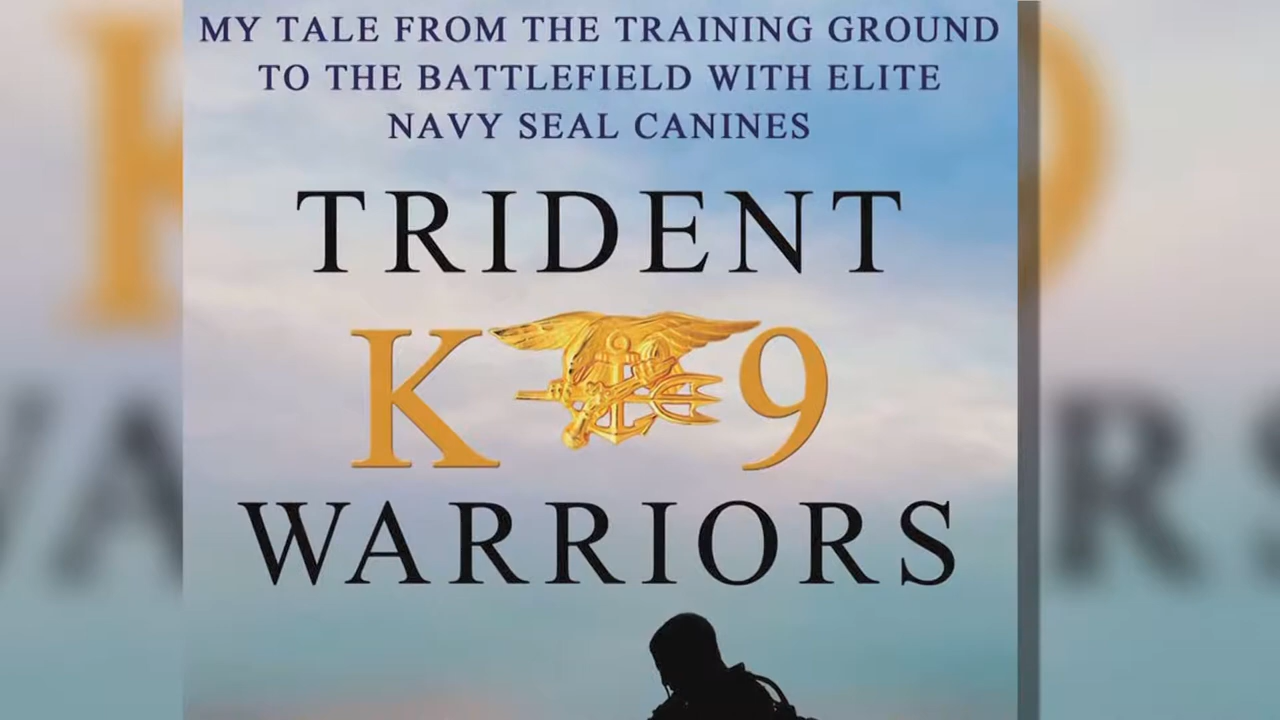 MY TALE FROM THE TRAINING GROUND
TO THE BATTLEFIELD WITH ELITE
NAVY SEAL CANINES
TRIDENT
K 9
WARRIORS